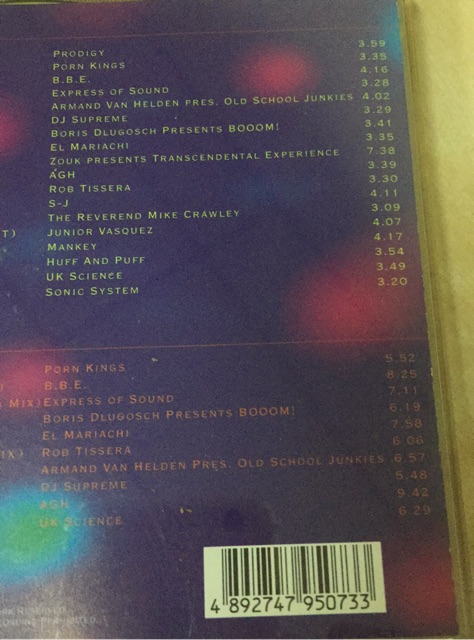 PRODIGY 3.59
PORN KINGS 3.35
B.B.E. 4.16
EXPRESS OF SOUND 3.28
ARMAND VAN HELDEN PRES. OLD SCHOOL JUNKIES 4.02
DJ SUPREME 3.29
BORIS DLUGOSCH PRESENTS BOOOM! 3.41
EL MARIACHI 3.35
ZOUK PRESENTS TRANSCENDENTAL EXPERIENCE 7.38
AGH 3.39
ROB TISSERA 3.30
S-J 4.11
THE REVEREND MIKE CRAWLEY 3.09
T) JUNIOR VASQUEZ 4.07
MANKEY 4.17
HUFF AND PUFF 3.54
UK SCIENCE 3.49
SONIC SYSTEM 3.20
PORN KINGS 5.52
) B.B.E. 8.25
MIX) EXPRESS OF SOUND 7.11
BORIS DLUGOSCH PRESENTS BOOOM! 6.19
EL MARIACHI 7.58
IX) ROB TISSERA 6.06
ARMAND VAN HELDEN PRES. OLD SCHOOL JUNKIES 6.57
DJ SUPREME 5.48
AGH 9.42
UK SCIENCE 6.29
RESERVED
PROHIBITED.
4 892747 950733